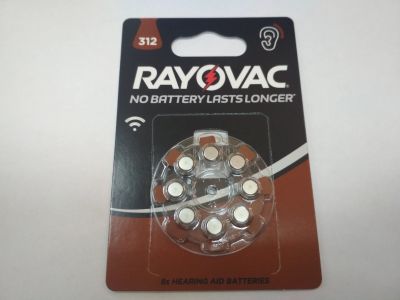 312
RAYOVAC
NO BATTERY LASTS LONGER*
8x HEARING AID BATTERIES